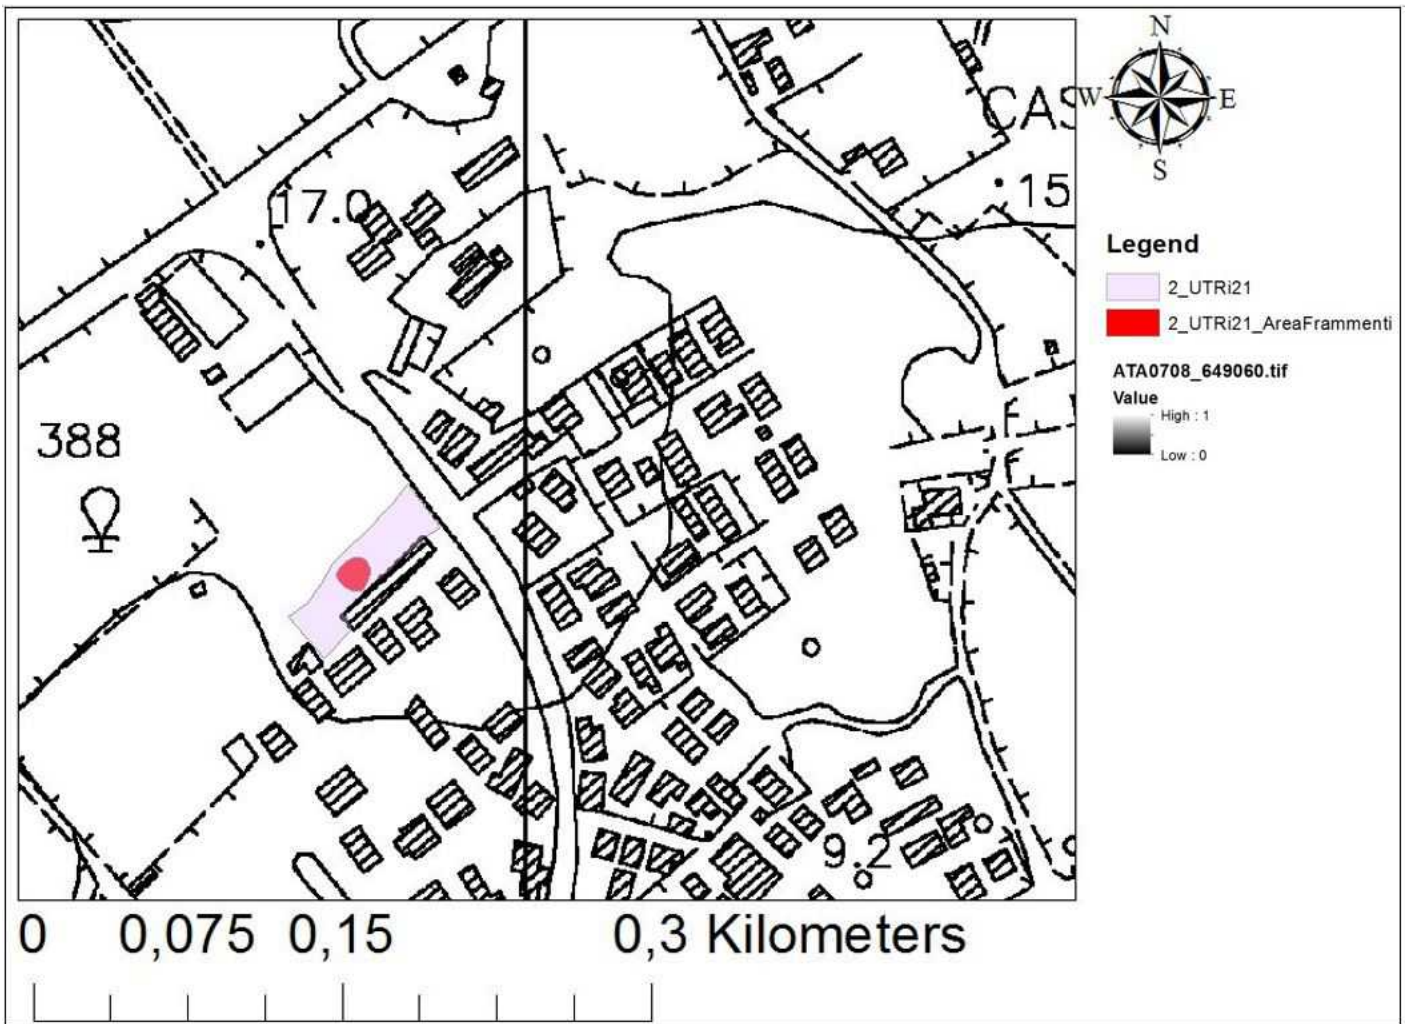 N
CAS
W
E
S
17.0
15
Legend
2_UTRi21
2_UTRi21_AreaFrammenti
ATA0708_649060.tif
Value
High : 1
Low : 0
388
9.2
0 0,075 0,15 0,3 Kilometers